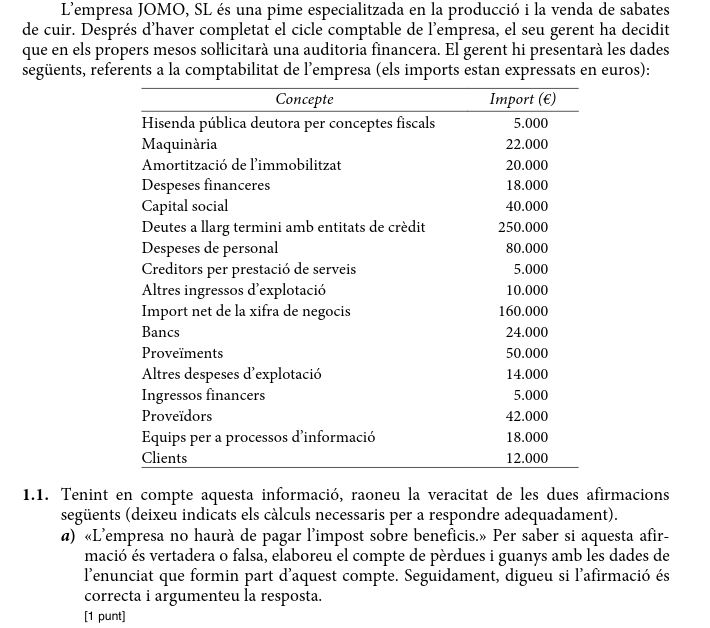 L'empresa JOMO, SL és una pime especialitzada en la producció i la venda de sabates
de cuir. Després d'haver completat el cicle comptable de l'empresa, el seu gerent ha decidit
que en els propers mesos sol·licitarà una auditoria financera. El gerent hi presentarà les dades
següents, referents a la comptabilitat de l'empresa (els imports estan expressats en euros):
Concepte Import (€)
Hisenda pública deutora per conceptes fiscals 5.000
Maquinària 22.000
Amortització de l'immobilitzat 20.000
Despeses financeres 18.000
Capital social 40.000
Deutes a llarg termini amb entitats de crèdit 250.000
Despeses de personal 80.000
Creditors per prestació de serveis 5.000
Altres ingressos d'explotació 10.000
Import net de la xifra de negocis 160.000
Bancs 24.000
Proveïments 50.000
Altres despeses d'explotació 14.000
Ingressos financers 5.000
Proveïdors 42.000
Equips per a processos d'informació 18.000
Clients 12.000
1.1. Tenint en compte aquesta informació, raoneu la veracitat de les dues afirmacions
següents (deixeu indicats els càlculs necessaris per a respondre adequadament).
a) «L'empresa no haurà de pagar l'impost sobre beneficis.» Per saber si aquesta afir-
mació és vertadera o falsa, elaboreu el compte de pèrdues i guanys amb les dades de
l'enunciat que formin part d'aquest compte. Seguidament, digueu si l'afirmació és
correcta i argumenteu la resposta.
[1 punt]